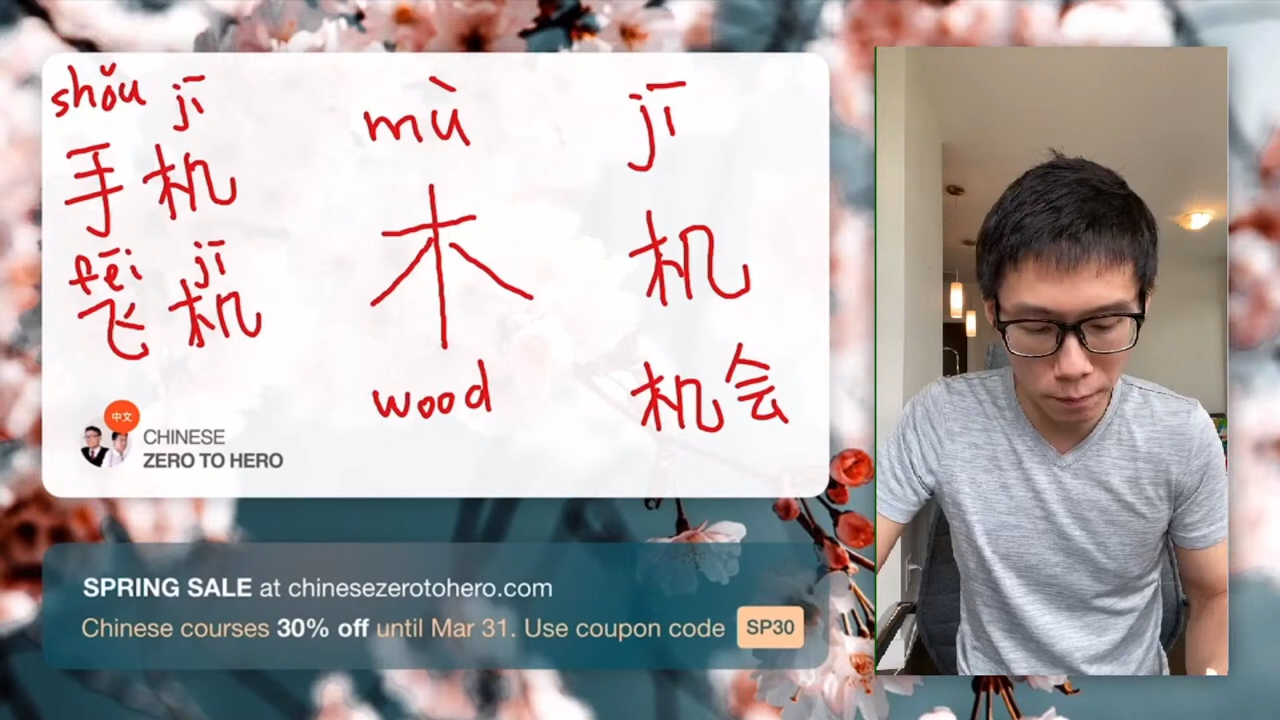 shǒu jī
手机
fēi jī
飞机
mù
木
wood
jī
机
机会
中文
CHINESE
ZERO TO HERO
SPRING SALE at chinesezerotohero.com
Chinese courses 30% off until Mar 31. Use coupon code SP30